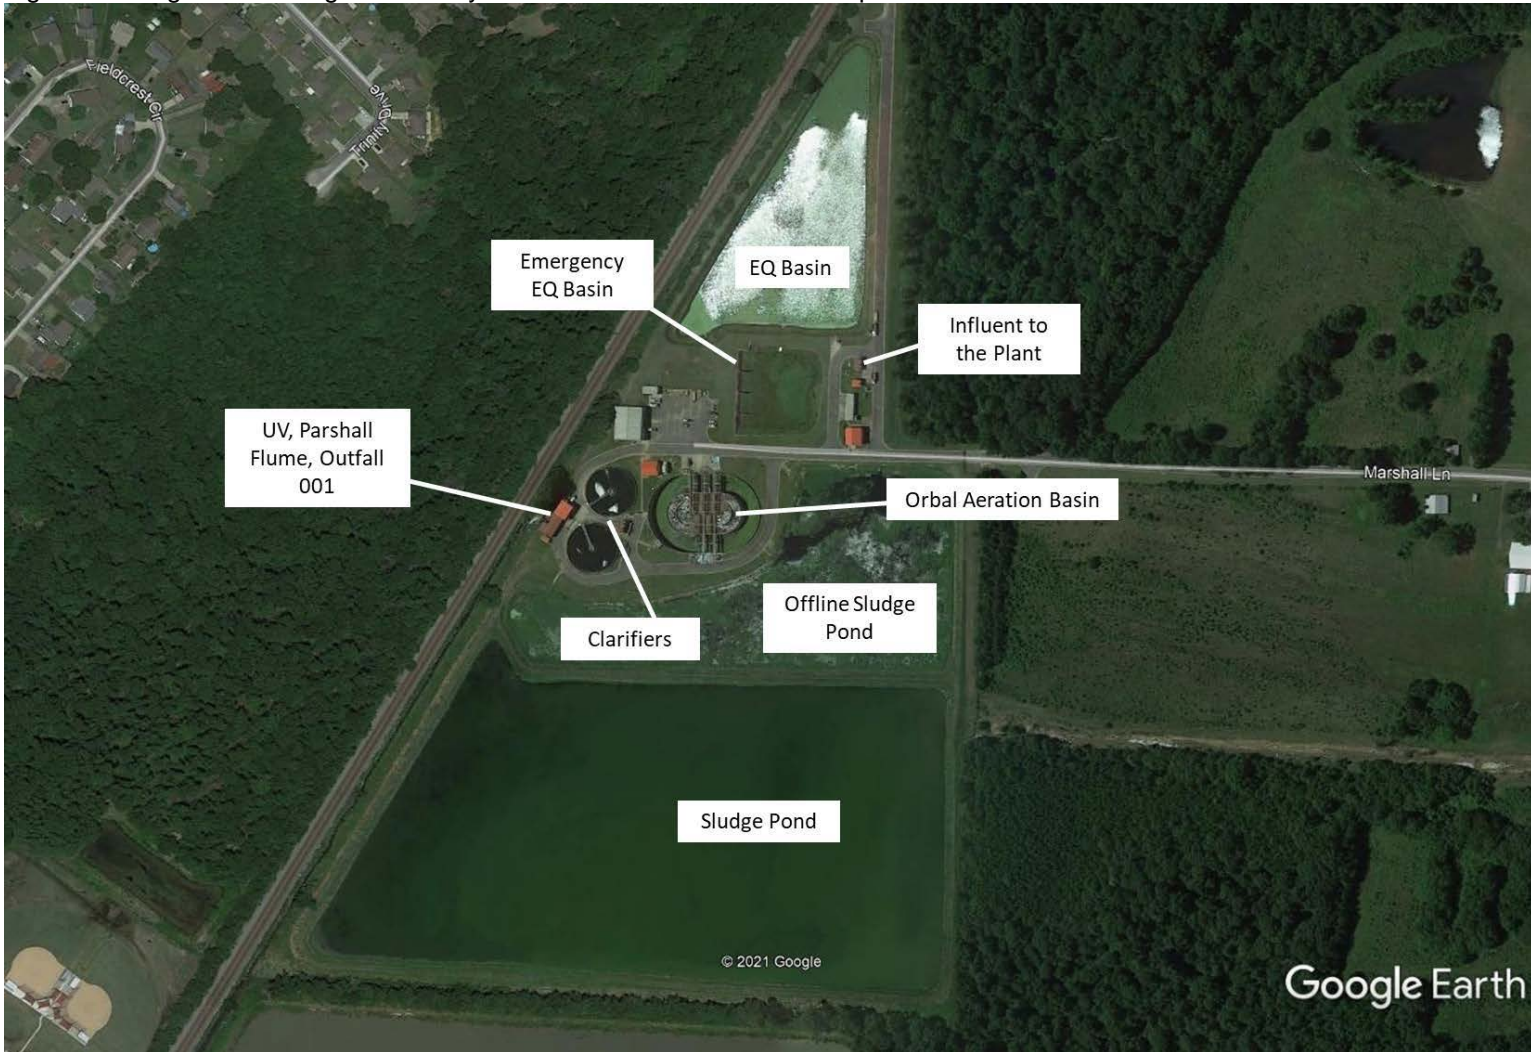 Fieldcrest Cir
Trinity
Drive
Emergency
EQ Basin
EQ Basin
Influent to
the Plant
UV, Parshall
Flume, Outfall
001
Marshall Ln
Orbal Aeration Basin
Offline Sludge
Pond
Clarifiers
Sludge Pond
© 2021 Google
Google Earth